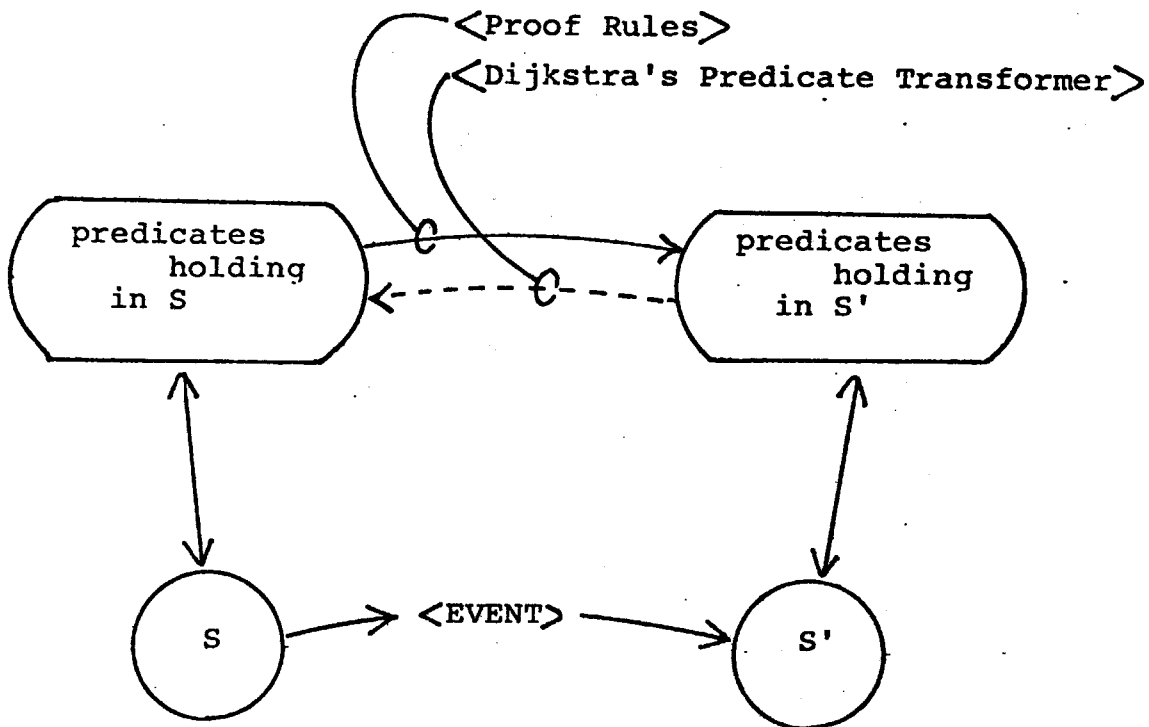 <Proof Rules>
<Dijkstra's Predicate Transformer>
predicates
holding
in S
predicates
holding
in S'
S
<EVENT>
S'